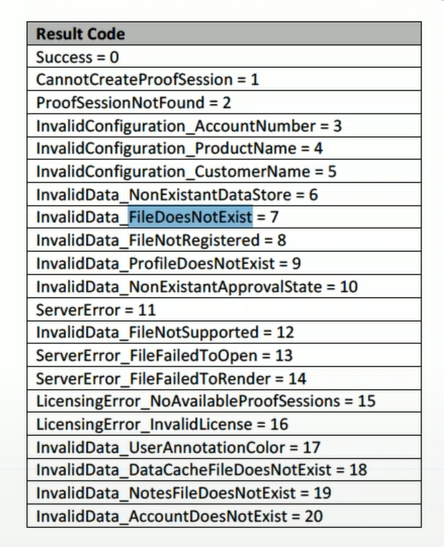 Result Code
Success = 0
CannotCreateProofSession = 1
ProofSessionNotFound = 2
InvalidConfiguration_AccountNumber = 3
InvalidConfiguration_ProductName = 4
InvalidConfiguration_CustomerName = 5
InvalidData_NonExistantDataStore = 6
InvalidData_FileDoesNotExist = 7
InvalidData_FileNotRegistered = 8
InvalidData_ProfileDoesNotExist = 9
InvalidData_NonExistantApprovalState = 10
ServerError = 11
InvalidData_FileNotSupported = 12
ServerError_FileFailedToOpen = 13
ServerError_FileFailedToRender = 14
LicensingError_NoAvailableProofSessions = 15
LicensingError_InvalidLicense = 16
InvalidData_UserAnnotationColor = 17
InvalidData_DataCacheFileDoesNotExist = 18
InvalidData_NotesFileDoesNotExist = 19
InvalidData_AccountDoesNotExist = 20